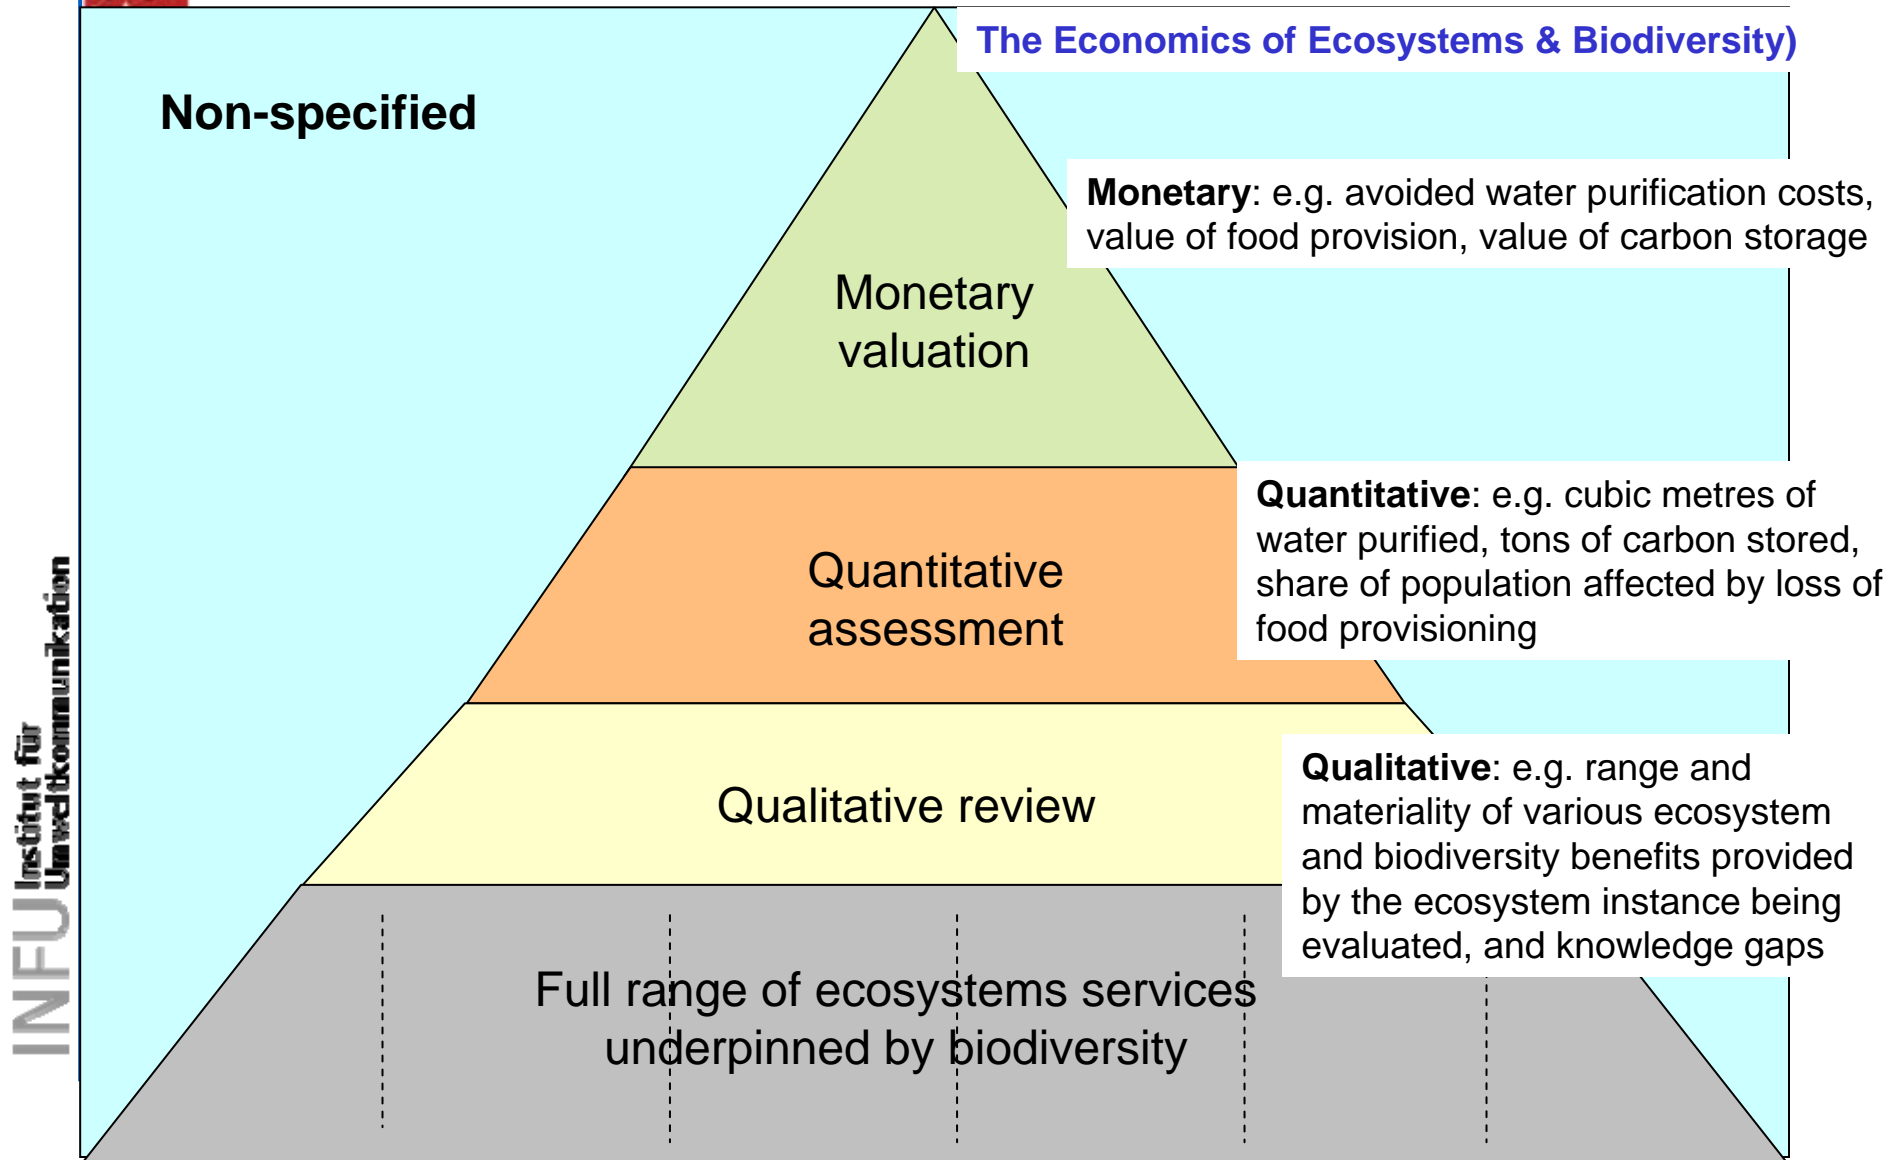 The Economics of Ecosystems & Biodiversity)
Non-specified
Monetary: e.g. avoided water purification costs,
value of food provision, value of carbon storage
Monetary
valuation
Quantitative: e.g. cubic metres of
water purified, tons of carbon stored,
share of population affected by loss of
food provisioning
Quantitative
assessment
Qualitative: e.g. range and
materiality of various ecosystem
and biodiversity benefits provided
by the ecosystem instance being
evaluated, and knowledge gaps
Qualitative review
Full range of ecosystems services
underpinned by biodiversity
INFU
Institut für
Umweltkommunikation